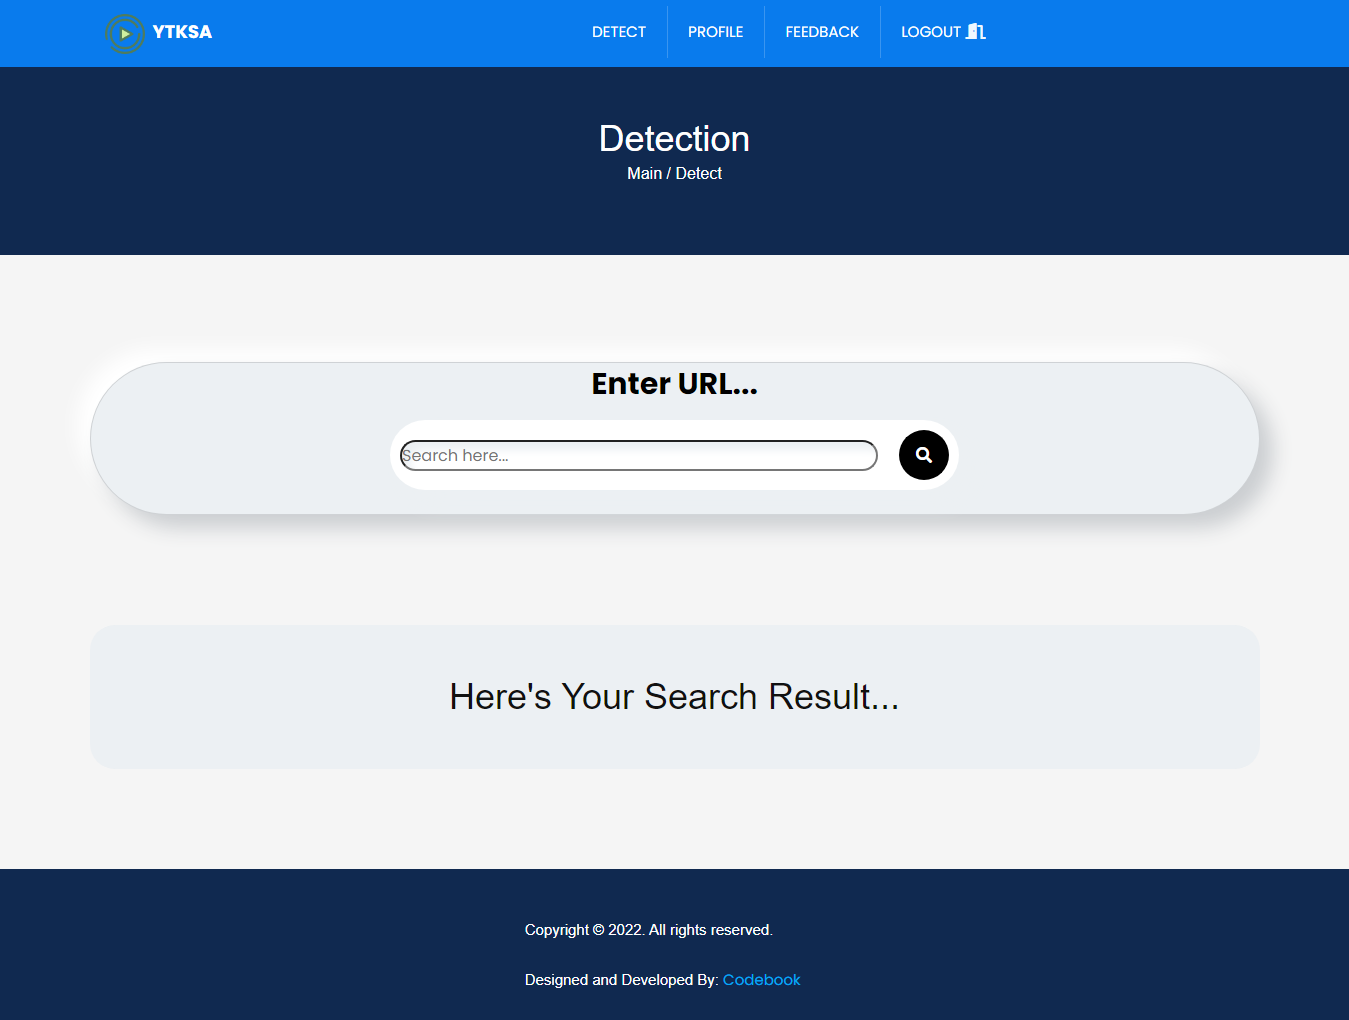 YTKSA
DETECT
PROFILE
FEEDBACK
LOGOUT
Detection
Main / Detect
Enter URL...
Search here...
Here's Your Search Result...
Copyright © 2022. All rights reserved.
Designed and Developed By: Codebook